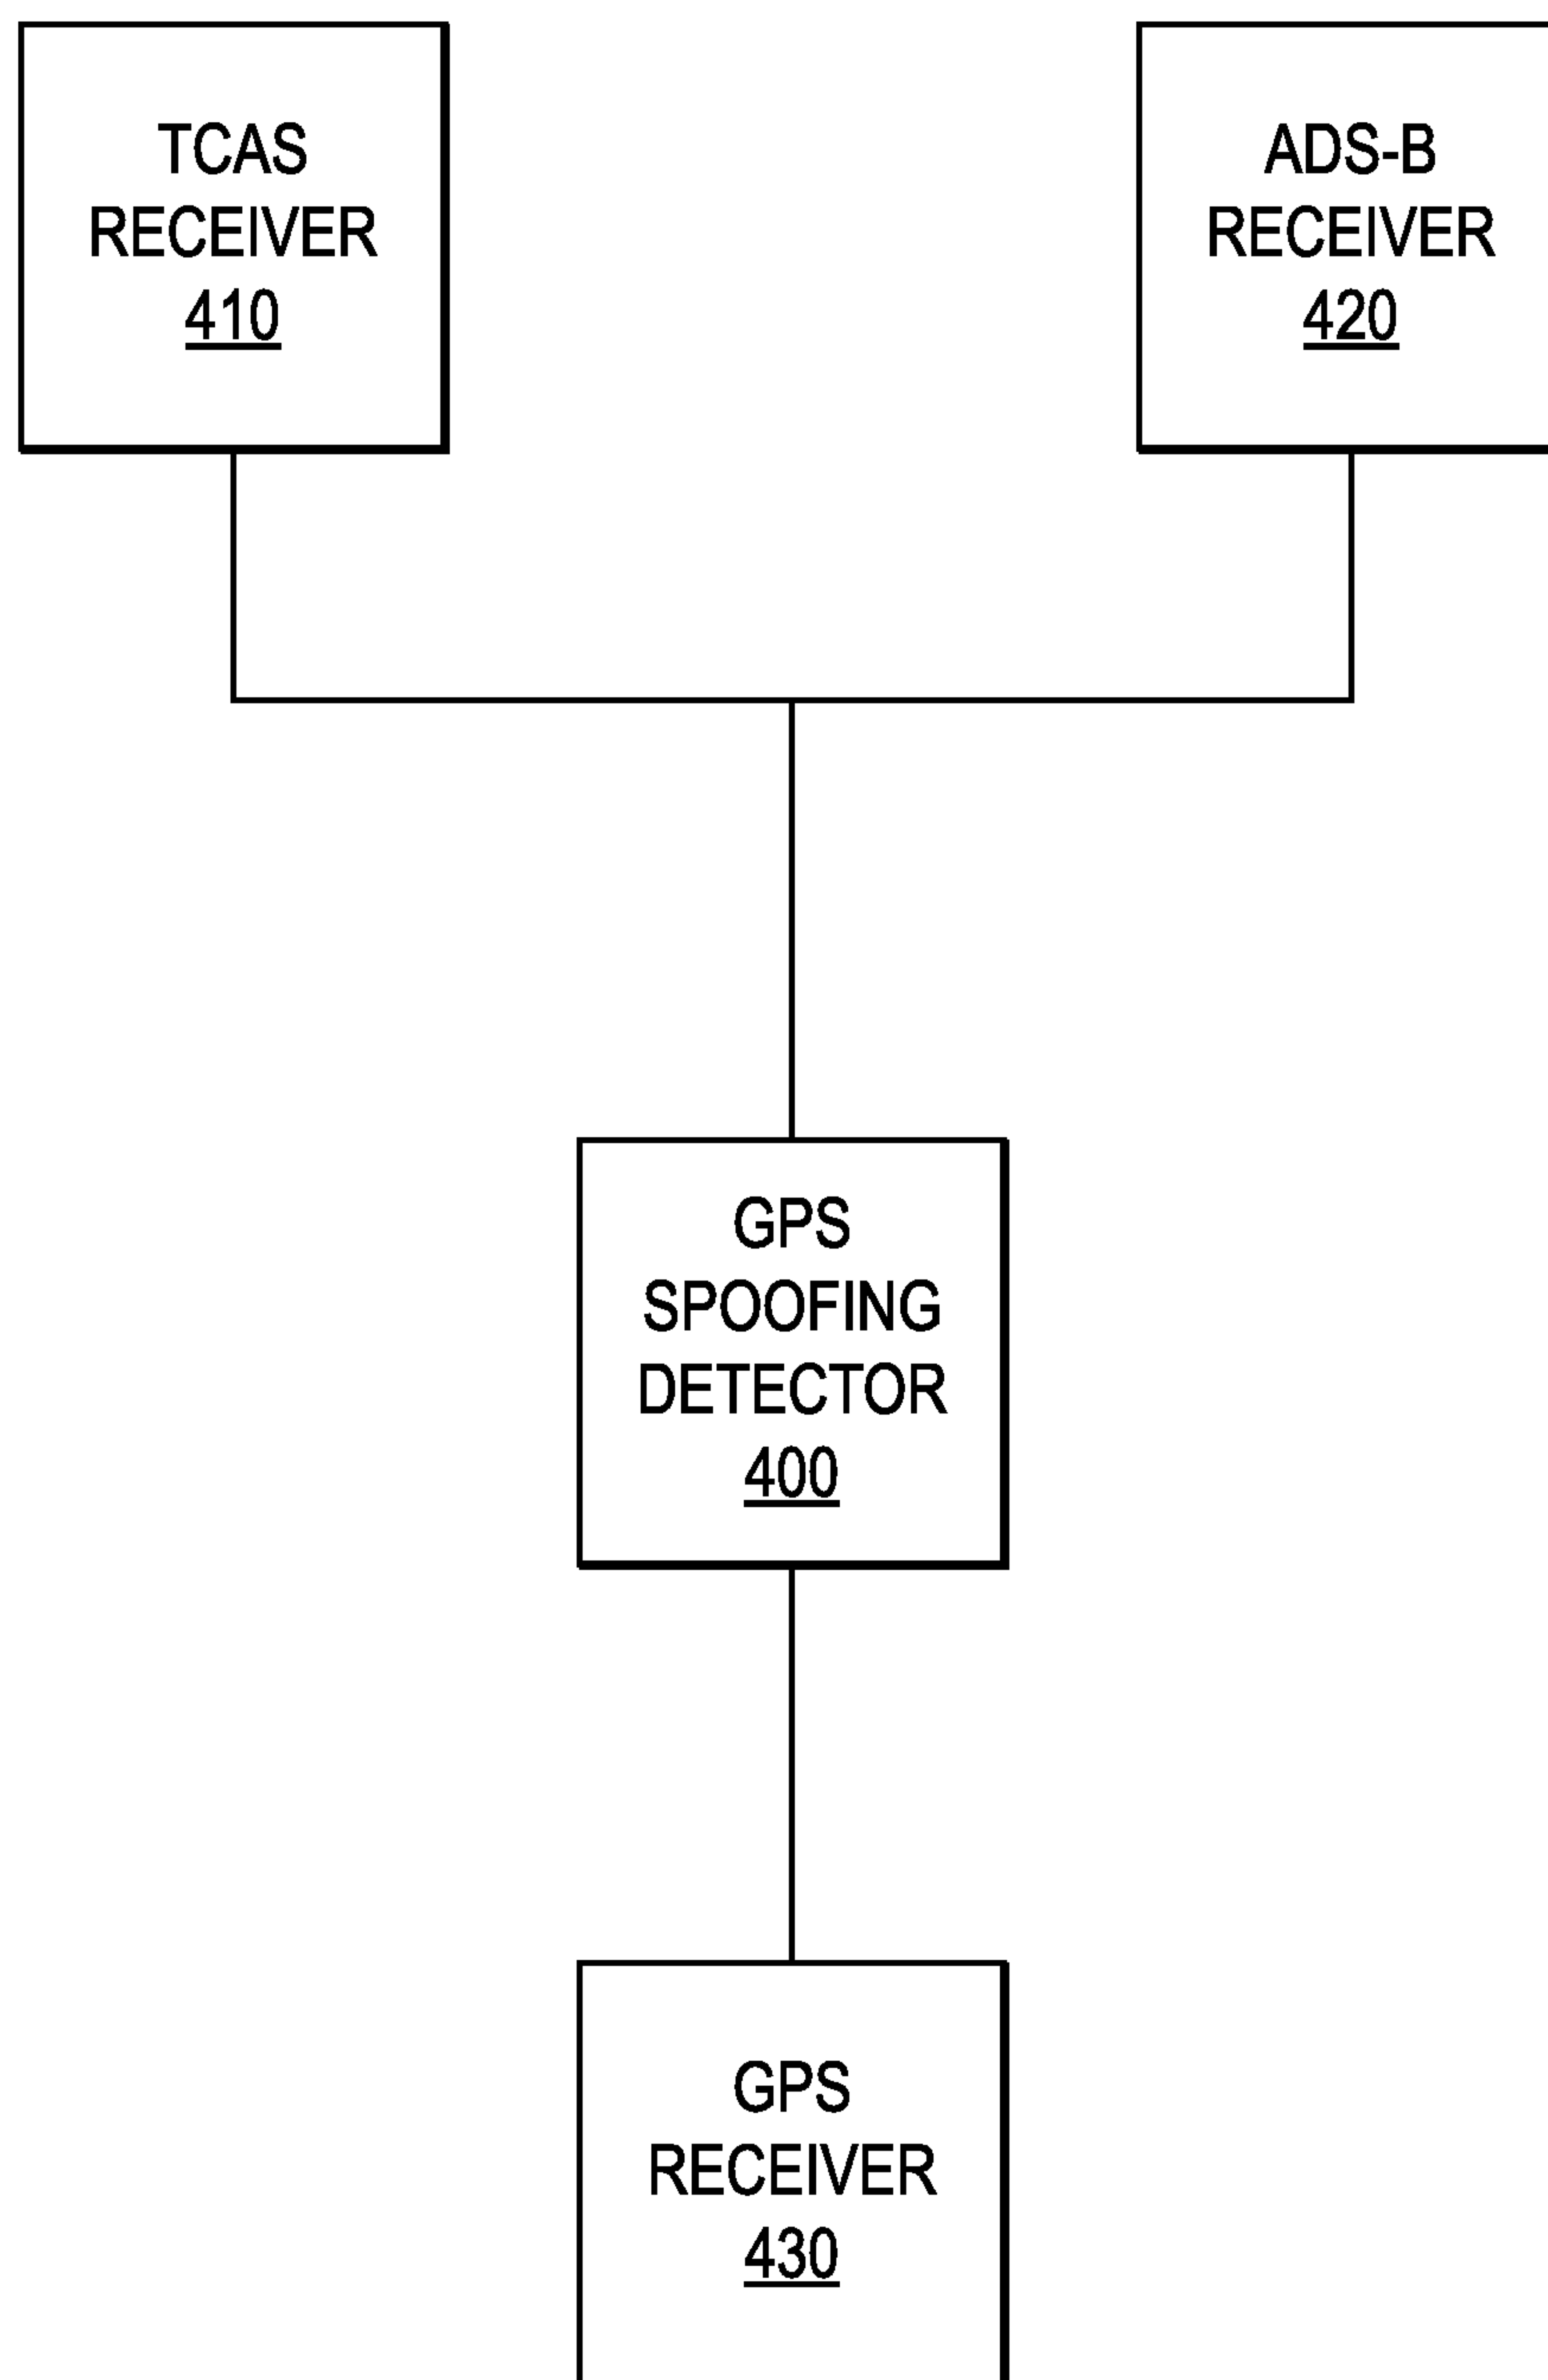 TCAS
RECEIVER
410
ADS-B
RECEIVER
420
GPS
SPOOFING
DETECTOR
400
GPS
RECEIVER
430